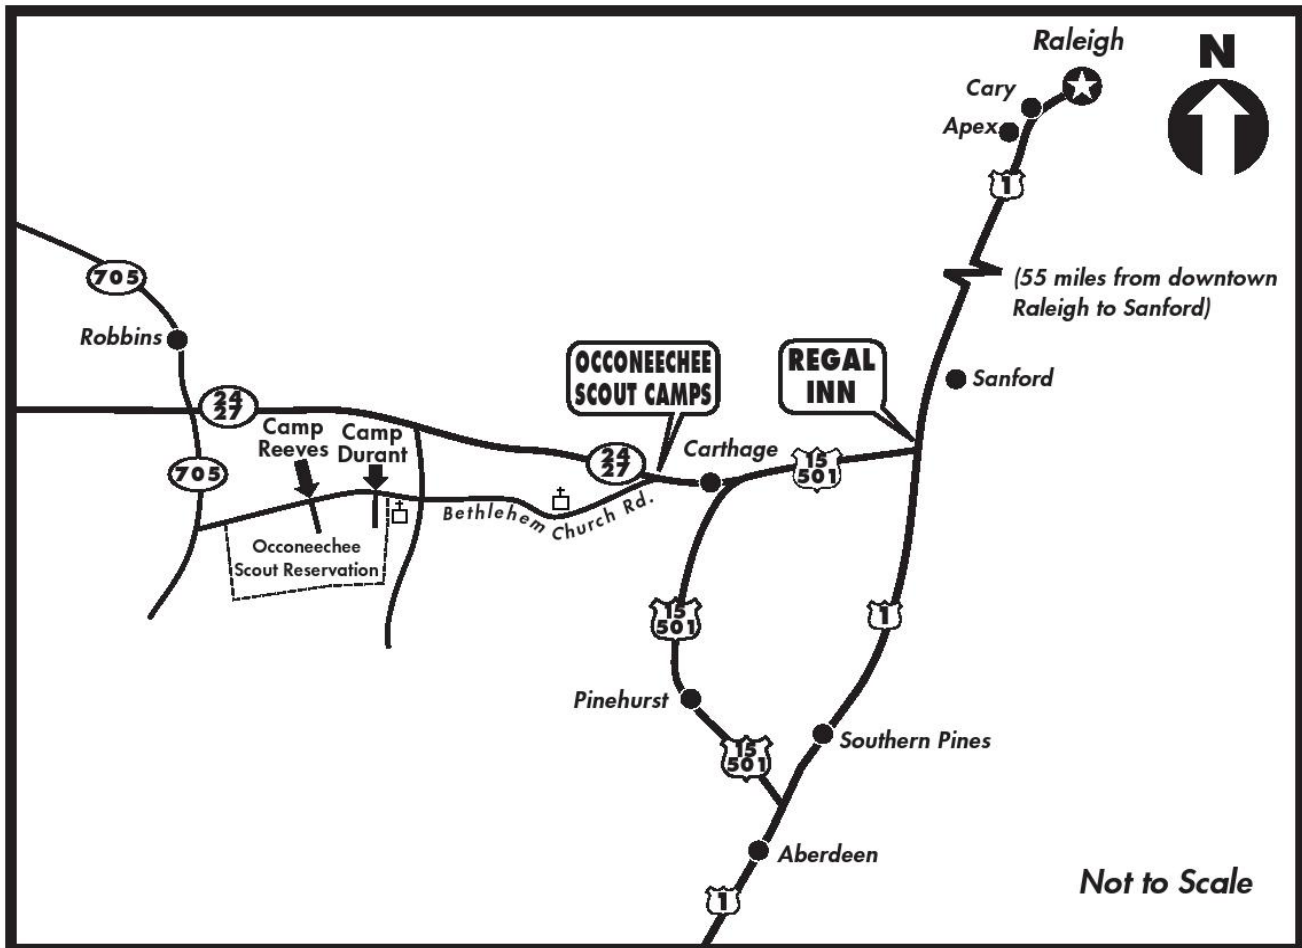 Raleigh
N
Cary
Apex
1
705
(55 miles from downtown
Raleigh to Sanford)
Robbins
OCCONEECHEE
SCOUT CAMPS
REGAL
INN
Sanford
24
27
Camp
Reeves
Camp
Durant
24
27
Carthage
15
501
705
Bethlehem Church Rd.
Occoneechee
Scout Reservation
15
501
1
Pinehurst
15
501
Southern Pines
Aberdeen
1
Not to Scale